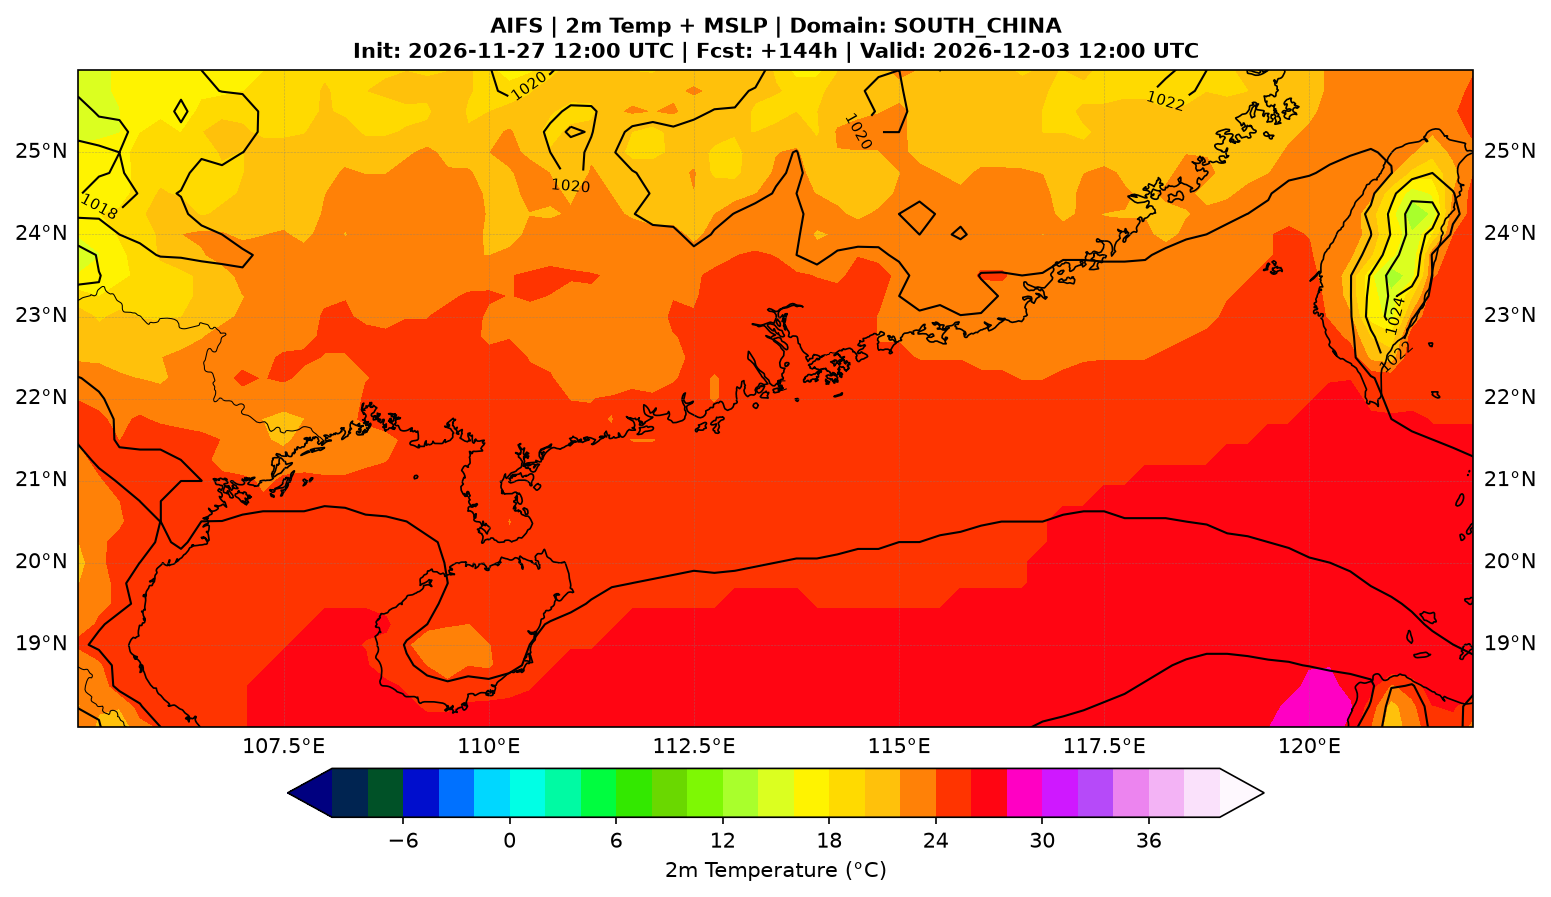 AIFS | 2m Temp + MSLP | Domain: SOUTH_CHINA
Init: 2026-11-27 12:00 UTC | Fcst: +144h | Valid: 2026-12-03 12:00 UTC
1020
1022
1020
1020
1018
1024
1022
25°N
24°N
23°N
22°N
21°N
20°N
19°N
25°N
24°N
23°N
22°N
21°N
20°N
19°N
107.5°E 110°E 112.5°E 115°E 117.5°E 120°E
−6 0 6 12 18 24 30 36
2m Temperature (°C)